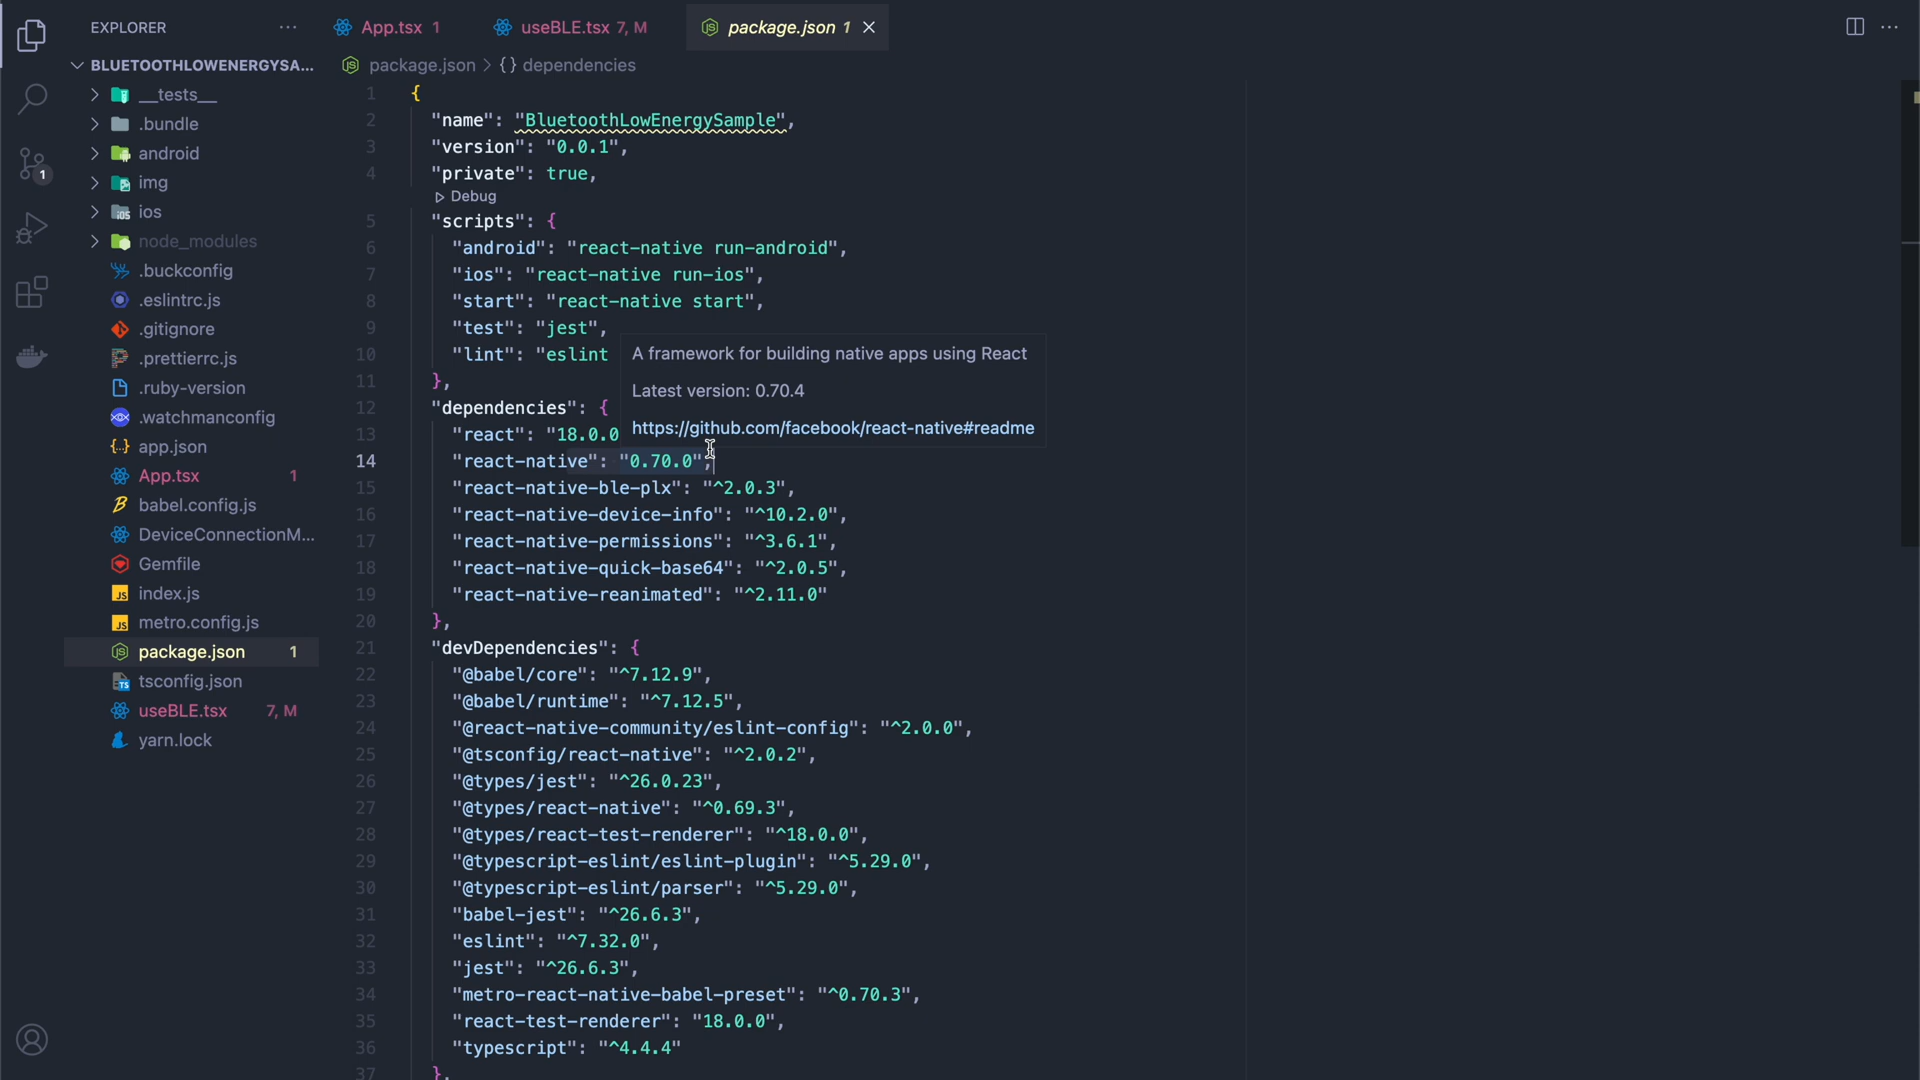 EXPLORER
BLUETOOTHLOWENERGYSA...
__tests__
.bundle
android
img
ios
node_modules
.buckconfig
.eslintrc.js
.gitignore
.prettierrc.js
.ruby-version
.watchmanconfig
app.json
App.tsx 1
babel.config.js
DeviceConnectionM...
Gemfile
index.js
metro.config.js
package.json 1
tsconfig.json
useBLE.tsx 7, M
yarn.lock
1
App.tsx 1
useBLE.tsx 7, M
package.json 1
package.json > {} dependencies
1 {
2 "name": "BluetoothLowEnergySample",
3 "version": "0.0.1",
4 "private": true,
Debug
5 "scripts": {
6 "android": "react-native run-android",
7 "ios": "react-native run-ios",
8 "start": "react-native start",
9 "test": "jest",
10 "lint": "eslint
11 },
12 "dependencies": {
13 "react": "18.0.0
14 "react-native": "0.70.0",
15 "react-native-ble-plx": "^2.0.3",
16 "react-native-device-info": "^10.2.0",
17 "react-native-permissions": "^3.6.1",
18 "react-native-quick-base64": "^2.0.5",
19 "react-native-reanimated": "^2.11.0"
20 },
21 "devDependencies": {
22 "@babel/core": "^7.12.9",
23 "@babel/runtime": "^7.12.5",
24 "@react-native-community/eslint-config": "^2.0.0",
25 "@tsconfig/react-native": "^2.0.2",
26 "@types/jest": "^26.0.23",
27 "@types/react-native": "^0.69.3",
28 "@types/react-test-renderer": "^18.0.0",
29 "@typescript-eslint/eslint-plugin": "^5.29.0",
30 "@typescript-eslint/parser": "^5.29.0",
31 "babel-jest": "^26.6.3",
32 "eslint": "^7.32.0",
33 "jest": "^26.6.3",
34 "metro-react-native-babel-preset": "^0.70.3",
35 "react-test-renderer": "18.0.0",
36 "typescript": "^4.4.4"
37 },
A framework for building native apps using React
Latest version: 0.70.4
https://github.com/facebook/react-native#readme